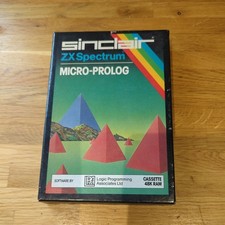 sinclair
ZX Spectrum
MICRO-PROLOG
SOFTWARE BY
Logic Programming
Associates Ltd
CASSETTE
48K RAM